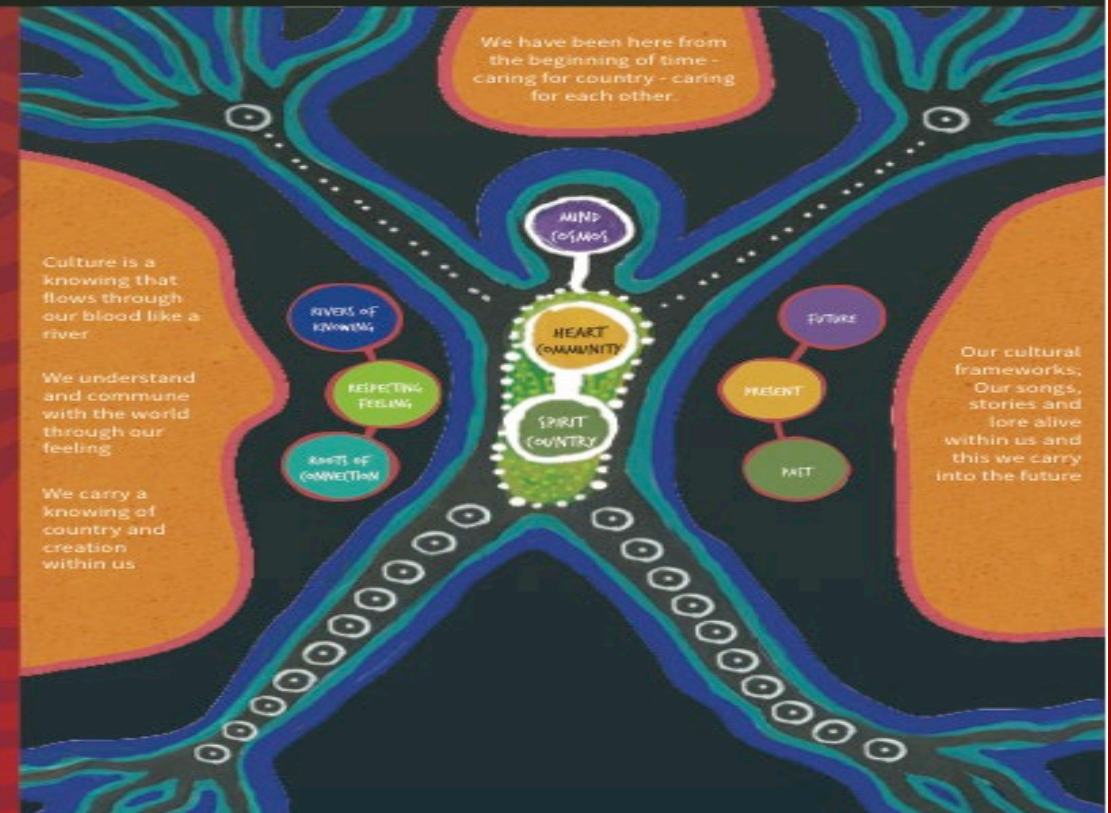 We have been here from
the beginning of time -
caring for country - caring
for each other.
MIND
COSMOS
Culture is a
knowing that
flows through
our blood like a
river
We understand
and commune
with the world
through our
feeling
We carry a
knowing of
country and
creation
within us
RIVERS OF
KNOWING
RESPECTING
FEELING
ROOTS OF
CONNECTION
HEART
COMMUNITY
SPIRIT
COUNTRY
FUTURE
PRESENT
PAST
Our cultural
frameworks;
Our songs,
stories and
lore alive
within us and
this we carry
into the future